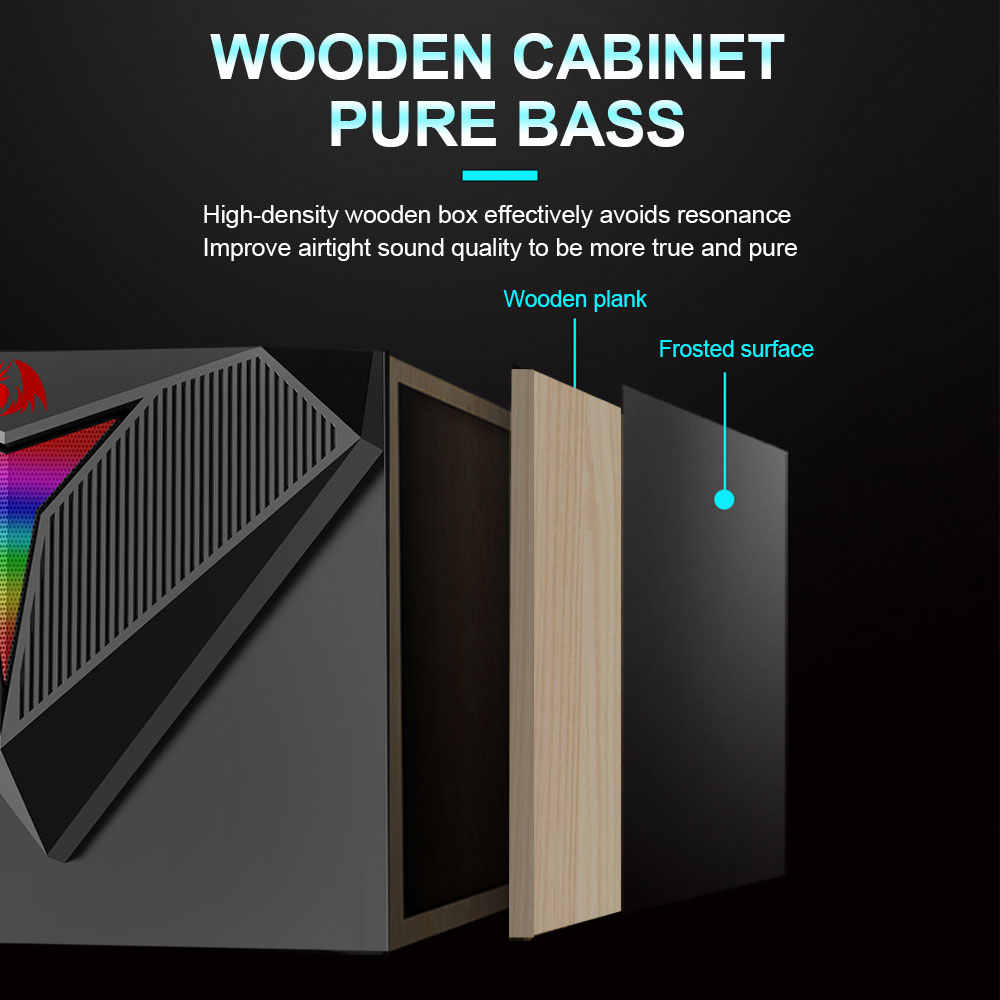 WOODEN CABINET
PURE BASS
High-density wooden box effectively avoids resonance
Improve airtight sound quality to be more true and pure
Wooden plank
Frosted surface